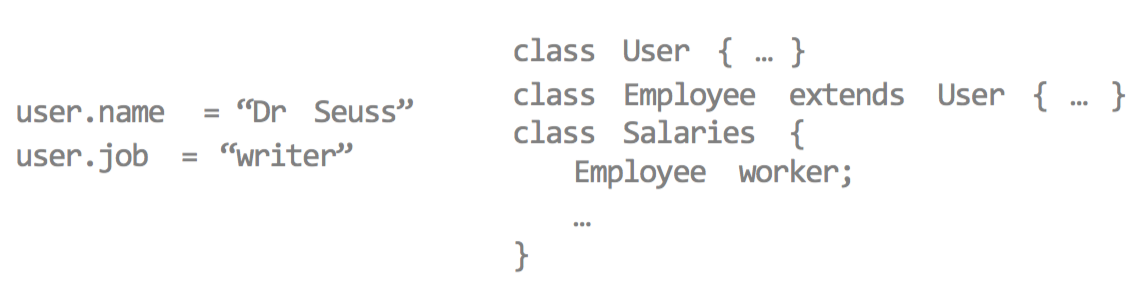 user.name = “Dr Seuss”
user.job = “writer”
class User { … }
class Employee extends User { … }
class Salaries {
Employee worker;
…
}